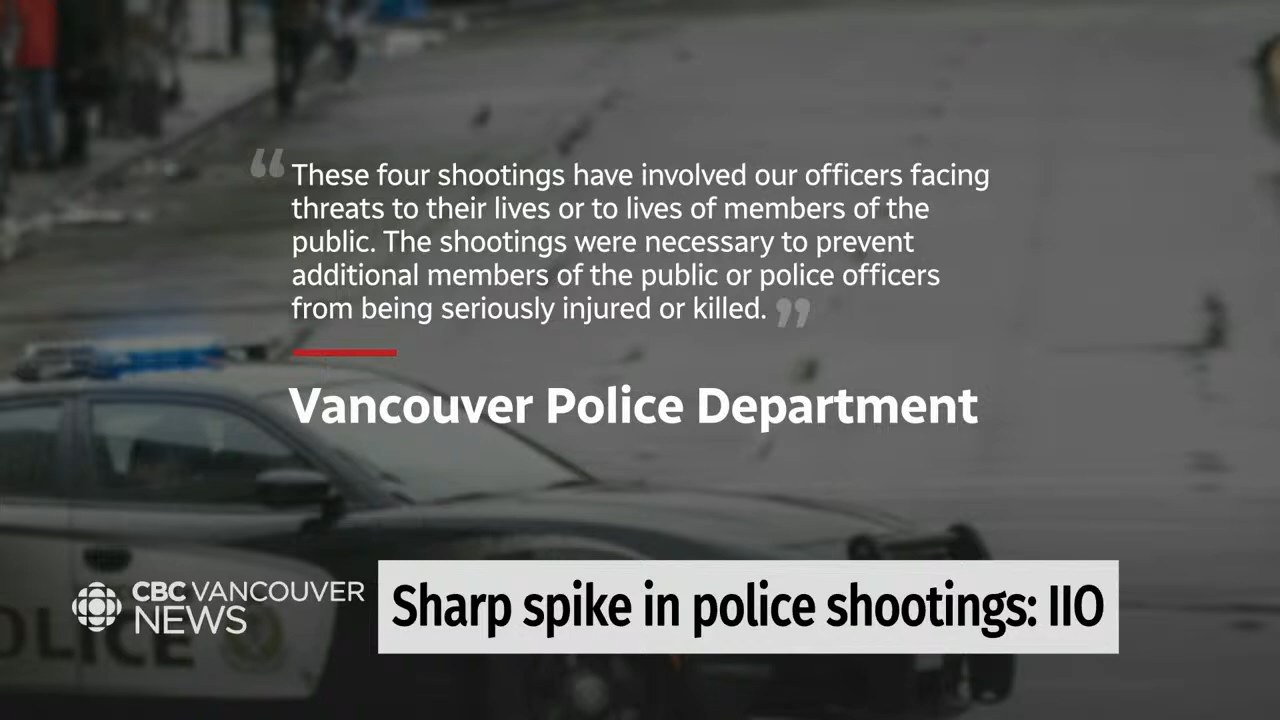 “These four shootings have involved our officers facing
threats to their lives or to lives of members of the
public. The shootings were necessary to prevent
additional members of the public or police officers
from being seriously injured or killed.”
Vancouver Police Department
CBC VANCOUVER
NEWS
Sharp spike in police shootings: IIO
OLICE